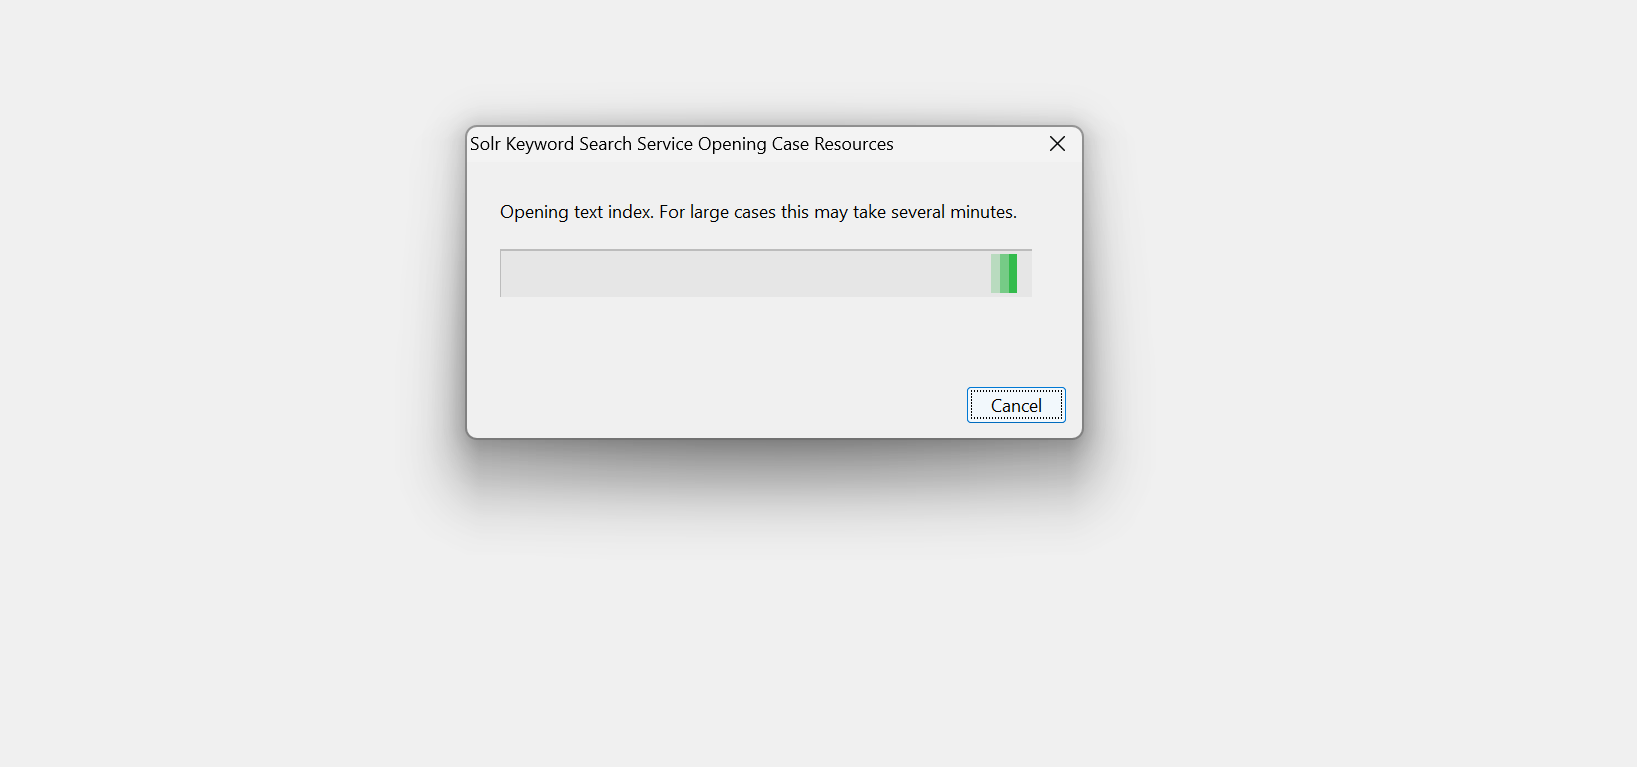 Solr Keyword Search Service Opening Case Resources
Opening text index. For large cases this may take several minutes.
Cancel